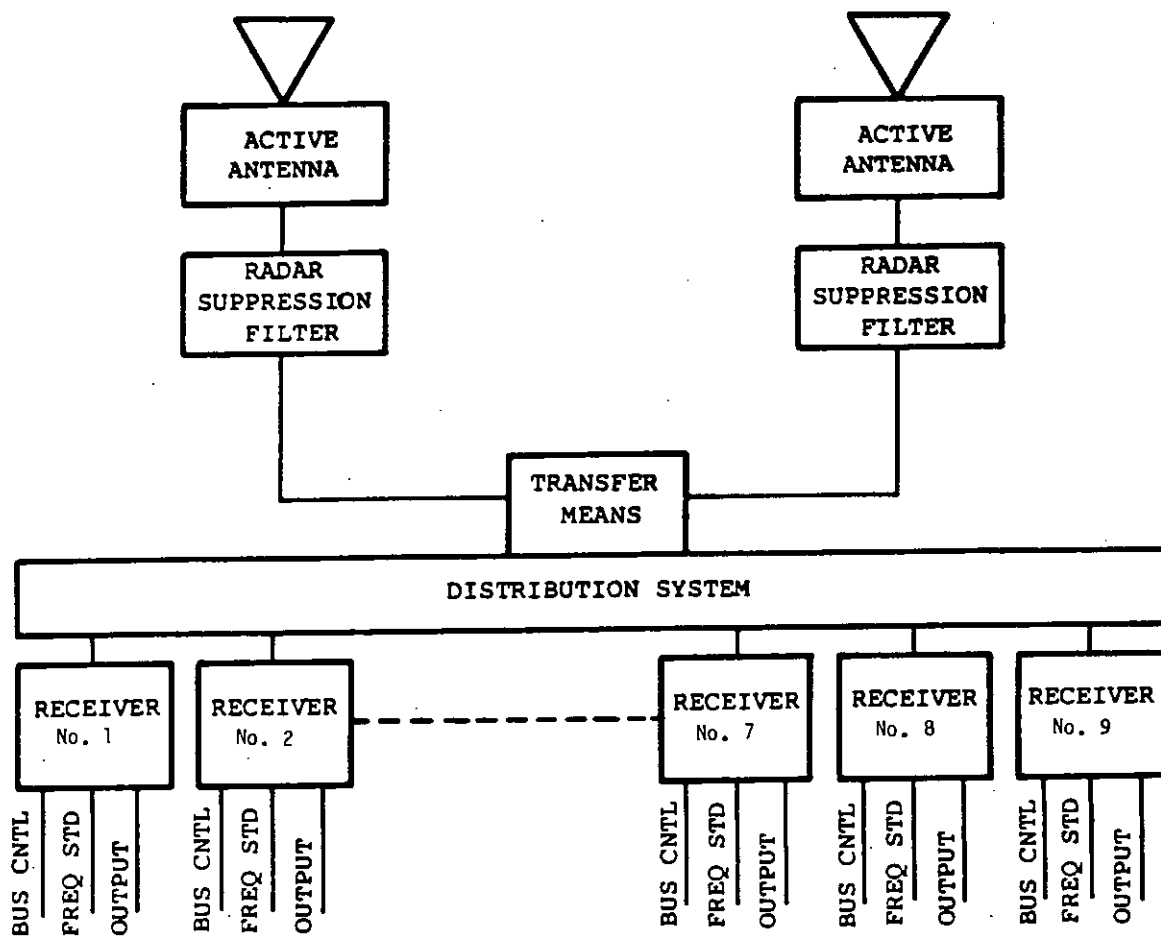 ACTIVE
ANTENNA
ACTIVE
ANTENNA
RADAR
SUPPRESSION
FILTER
RADAR
SUPPRESSION
FILTER
TRANSFER
MEANS
DISTRIBUTION SYSTEM
RECEIVER
No. 1
RECEIVER
No. 2
RECEIVER
No. 7
RECEIVER
No. 8
RECEIVER
No. 9
BUS CNTL
FREQ STD
OUTPUT
BUS CNTL
FREQ STD
OUTPUT
BUS CNTL
FREQ STD
OUTPUT
BUS CNTL
FREQ STD
OUTPUT
BUS CNTL
FREQ STD
OUTPUT